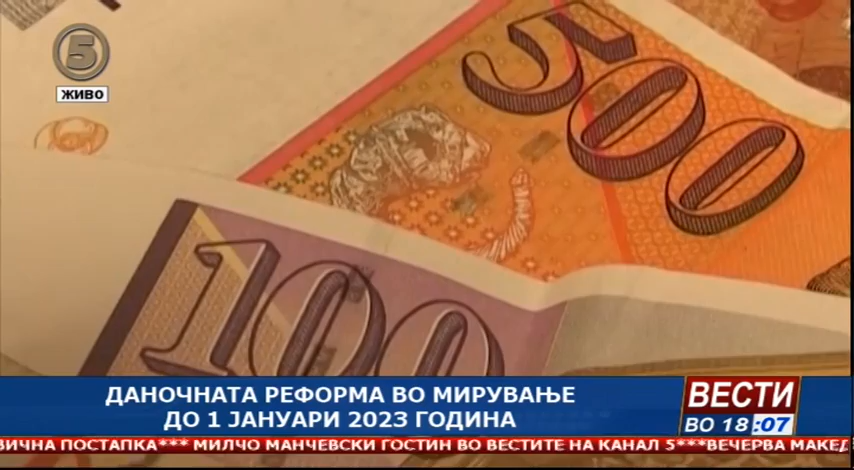 5
ЖИВО
500
100
ДАНОЧНАТА РЕФОРМА ВО МИРУВАЊЕ
ДО 1 ЈАНУАРИ 2023 ГОДИНА
ВЕСТИ
ВО 18:07
ПОСТАПКА*** МИЛЧО МАНЧЕВСКИ ГОСТИН ВО ВЕСТИТЕ НА КАНАЛ 5***ВЕЧЕРВА